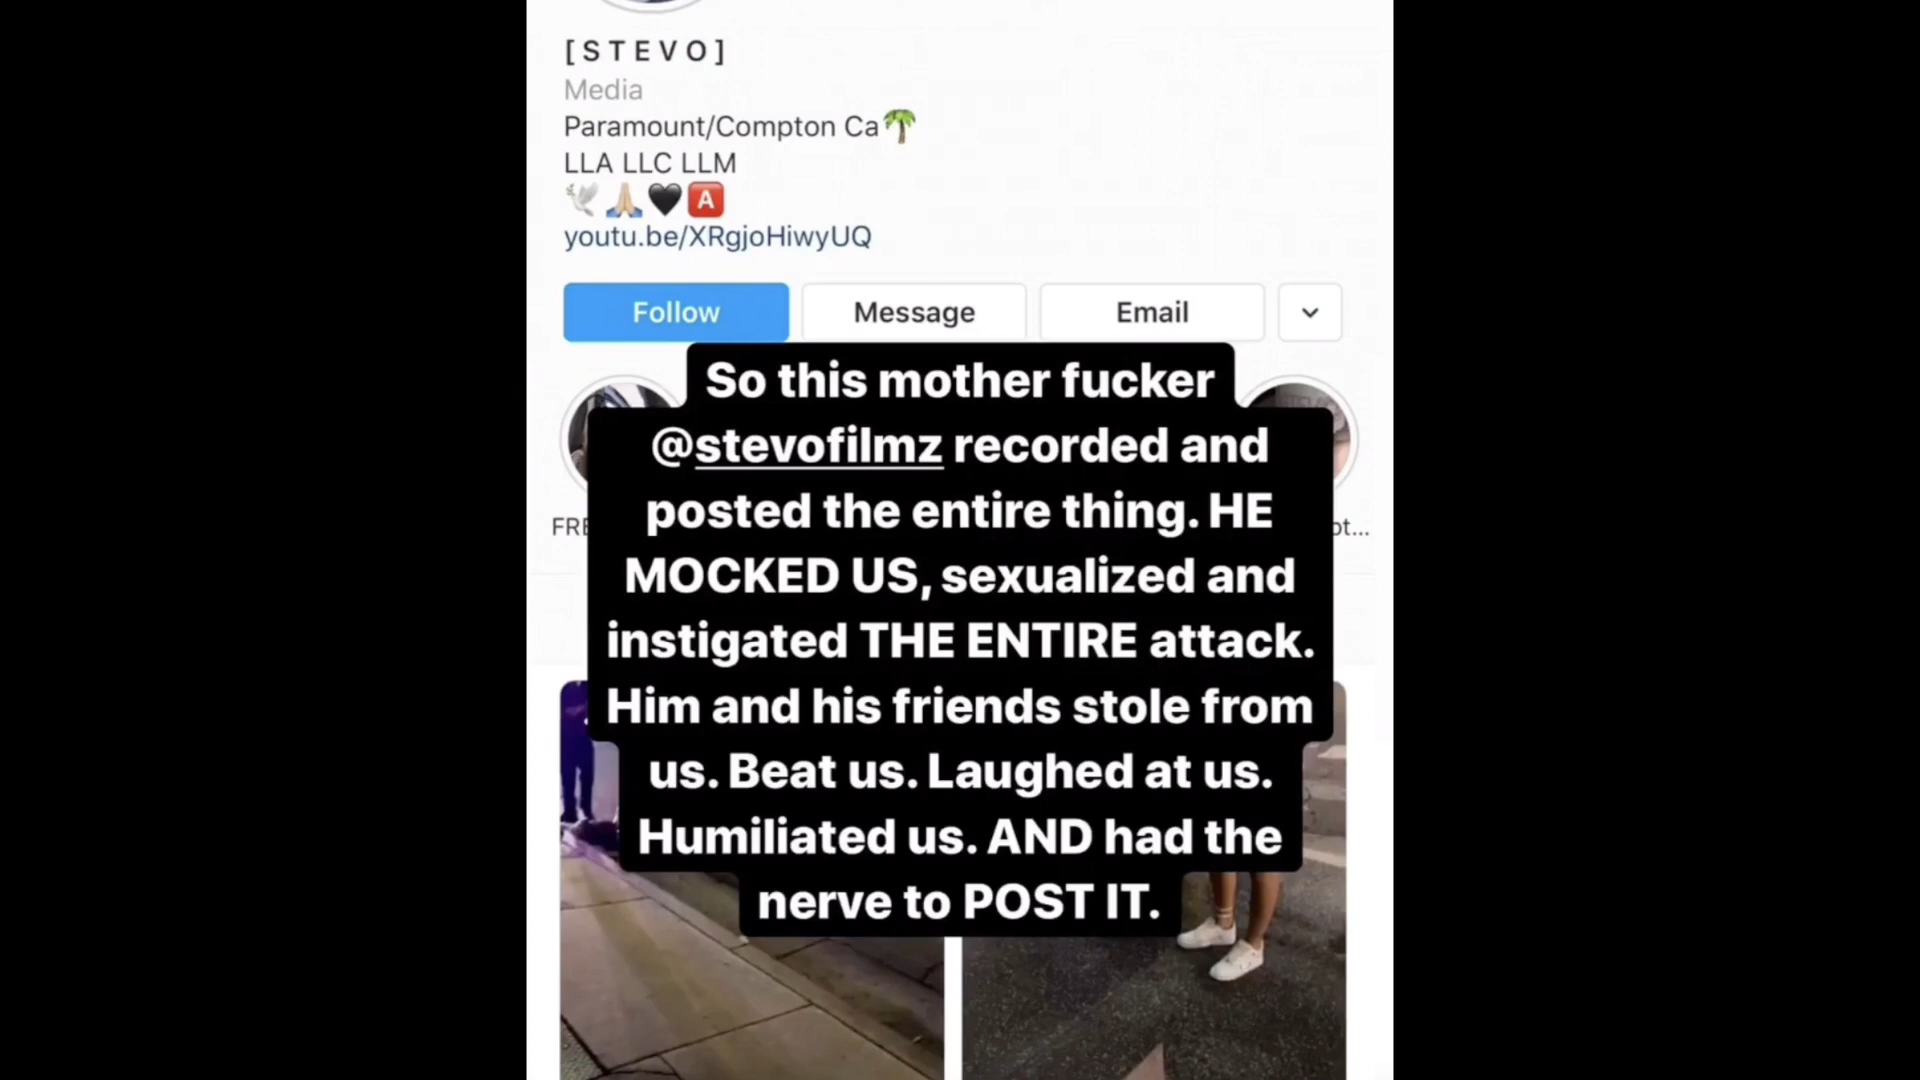 [ S T E V O ]
Media
Paramount/Compton Ca🌴
LLA LLC LLM
🕊️🙏🏼🖤🅰️
youtu.be/XRgjoHiwyUQ
Follow Message Email
So this mother fucker
@stevofilmz recorded and
posted the entire thing. HE
MOCKED US, sexualized and
instigated THE ENTIRE attack.
Him and his friends stole from
us. Beat us. Laughed at us.
Humiliated us. AND had the
nerve to POST IT.